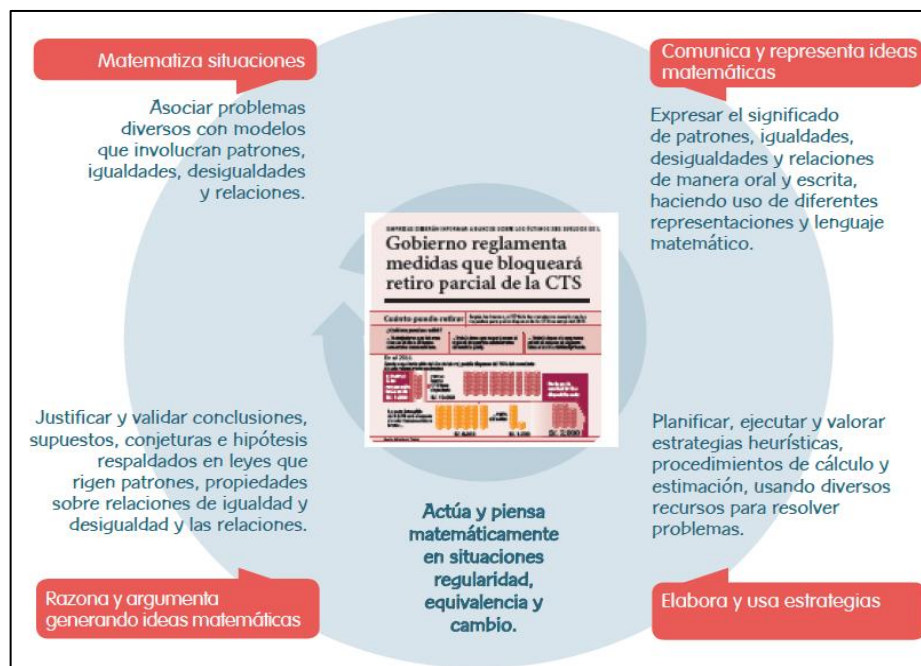 Matematiza situaciones
Asociar problemas
diversos con modelos
que involucran patrones,
igualdades, desigualdades
y relaciones.
Comunica y representa ideas
matemáticas
Expresar el significado
de patrones, igualdades,
desigualdades y relaciones
de manera oral y escrita,
haciendo uso de diferentes
representaciones y lenguaje
matemático.
Gobierno reglamenta
medidas que bloqueará
retiro parcial de la CTS
Cuánto puede retirar
Justificar y validar conclusiones,
supuestos, conjeturas e hipótesis
respaldados en leyes que
rigen patrones, propiedades
sobre relaciones de igualdad y
desigualdad y las relaciones.
Razona y argumenta
generando ideas matemáticas
Actúa y piensa
matemáticamente
en situaciones
regularidad,
equivalencia y
cambio.
Planificar, ejecutar y valorar
estrategias heurísticas,
procedimientos de cálculo y
estimación, usando diversos
recursos para resolver
problemas.
Elabora y usa estrategias